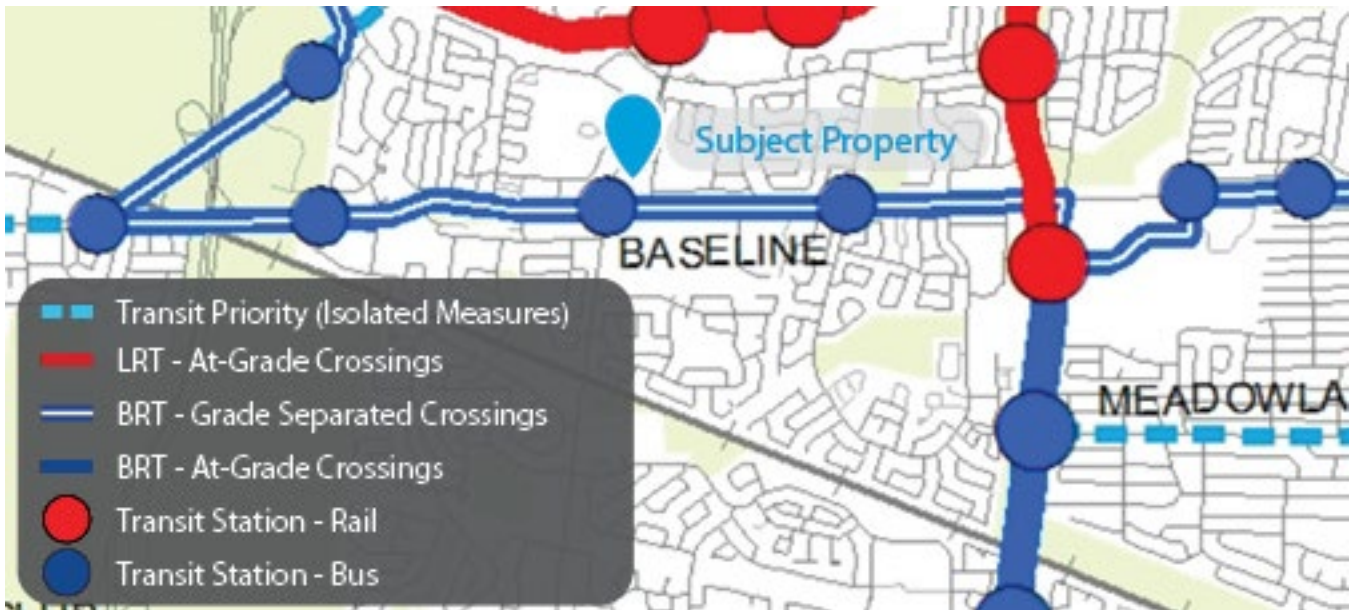 Subject Property
BASELINE
Transit Priority (Isolated Measures)
LRT - At-Grade Crossings
BRT - Grade Separated Crossings
BRT - At-Grade Crossings
Transit Station - Rail
Transit Station - Bus
MEADOWLA